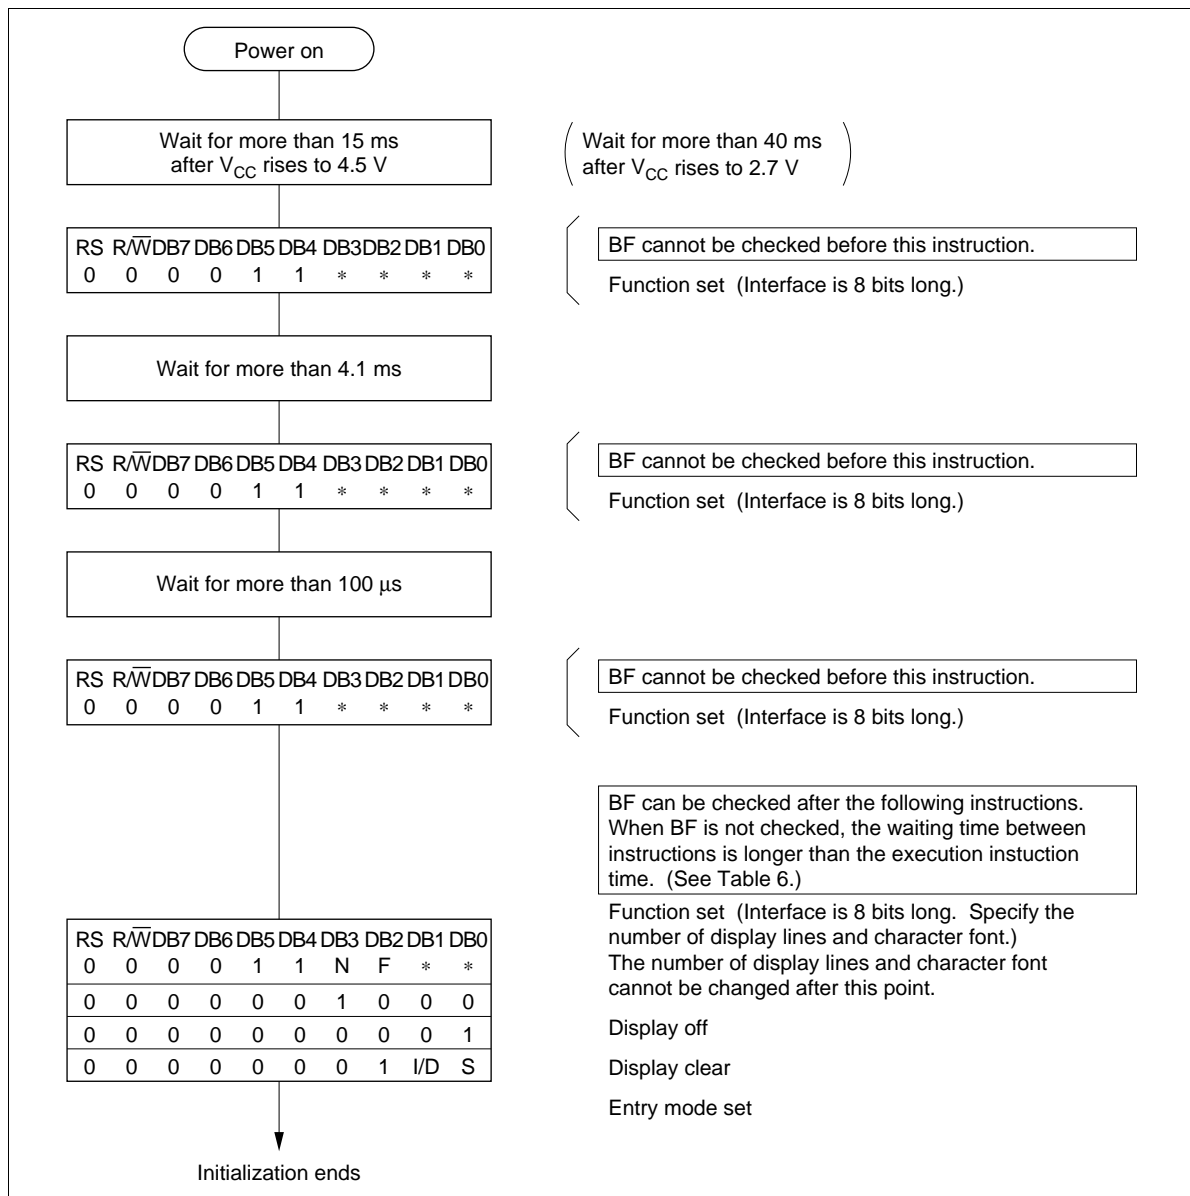 Power on
Wait for more than 15 ms
after VCC rises to 4.5 V
Wait for more than 40 ms
after VCC rises to 2.7 V
RS R/W̅ DB7 DB6 DB5 DB4 DB3 DB2 DB1 DB0
0 0 0 0 1 1 * * * *
BF cannot be checked before this instruction.
Function set (Interface is 8 bits long.)
Wait for more than 4.1 ms
RS R/W̅ DB7 DB6 DB5 DB4 DB3 DB2 DB1 DB0
0 0 0 0 1 1 * * * *
BF cannot be checked before this instruction.
Function set (Interface is 8 bits long.)
Wait for more than 100 µs
RS R/W̅ DB7 DB6 DB5 DB4 DB3 DB2 DB1 DB0
0 0 0 0 1 1 * * * *
BF cannot be checked before this instruction.
Function set (Interface is 8 bits long.)
BF can be checked after the following instructions.
When BF is not checked, the waiting time between
instructions is longer than the execution instuction
time. (See Table 6.)
RS R/W̅ DB7 DB6 DB5 DB4 DB3 DB2 DB1 DB0
0 0 0 0 1 1 N F * *
0 0 0 0 0 0 1 0 0 0
0 0 0 0 0 0 0 0 0 1
0 0 0 0 0 0 0 1 I/D S
Function set (Interface is 8 bits long. Specify the
number of display lines and character font.)
The number of display lines and character font
cannot be changed after this point.
Display off
Display clear
Entry mode set
Initialization ends